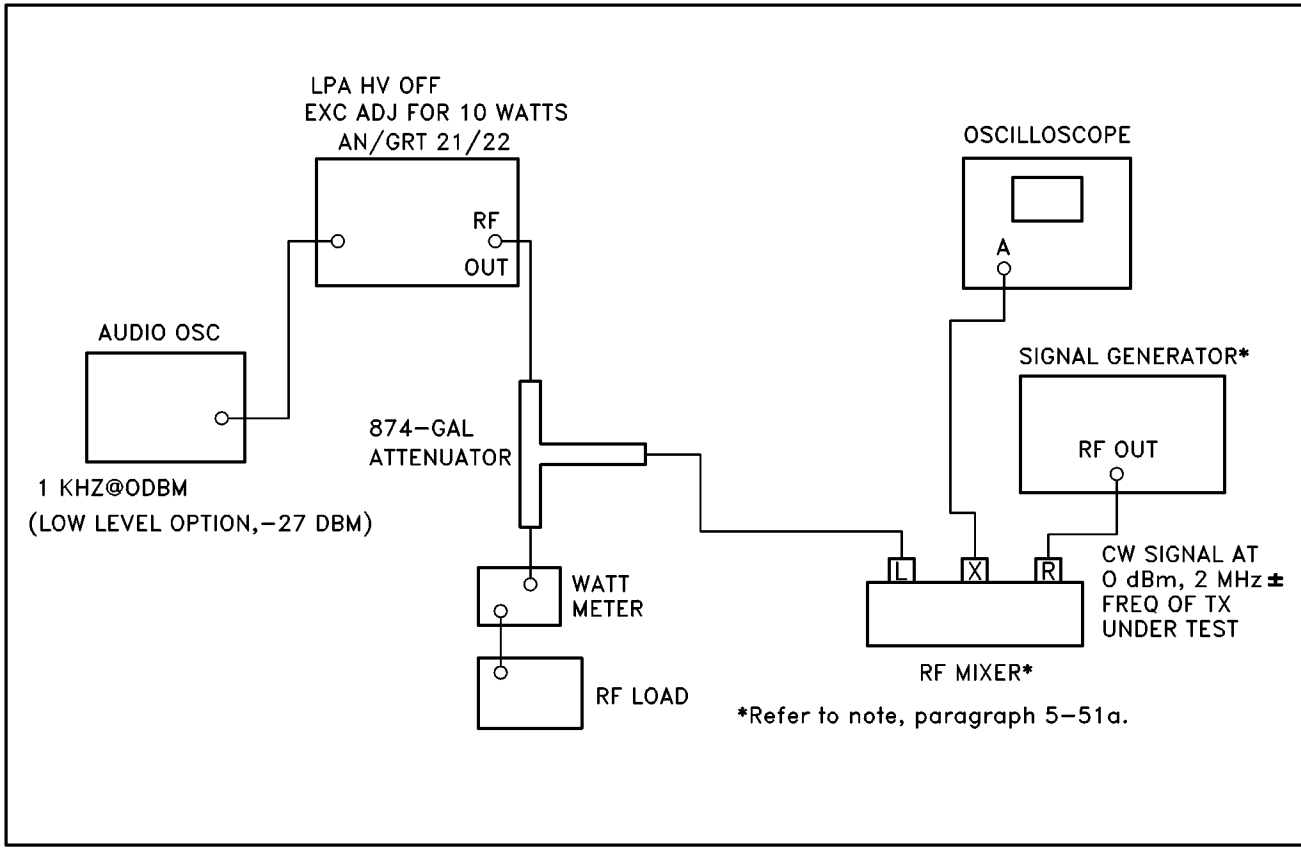 LPA HV OFF
EXC ADJ FOR 10 WATTS
AN/GRT 21/22
RF
OUT
OSCILLOSCOPE
A
AUDIO OSC
1 KHZ@0DBM
(LOW LEVEL OPTION,-27 DBM)
874-GAL
ATTENUATOR
SIGNAL GENERATOR*
RF OUT
WATT
METER
RF LOAD
L
X
R
CW SIGNAL AT
0 dBm, 2 MHz ±
FREQ OF TX
UNDER TEST
RF MIXER*
*Refer to note, paragraph 5-51a.